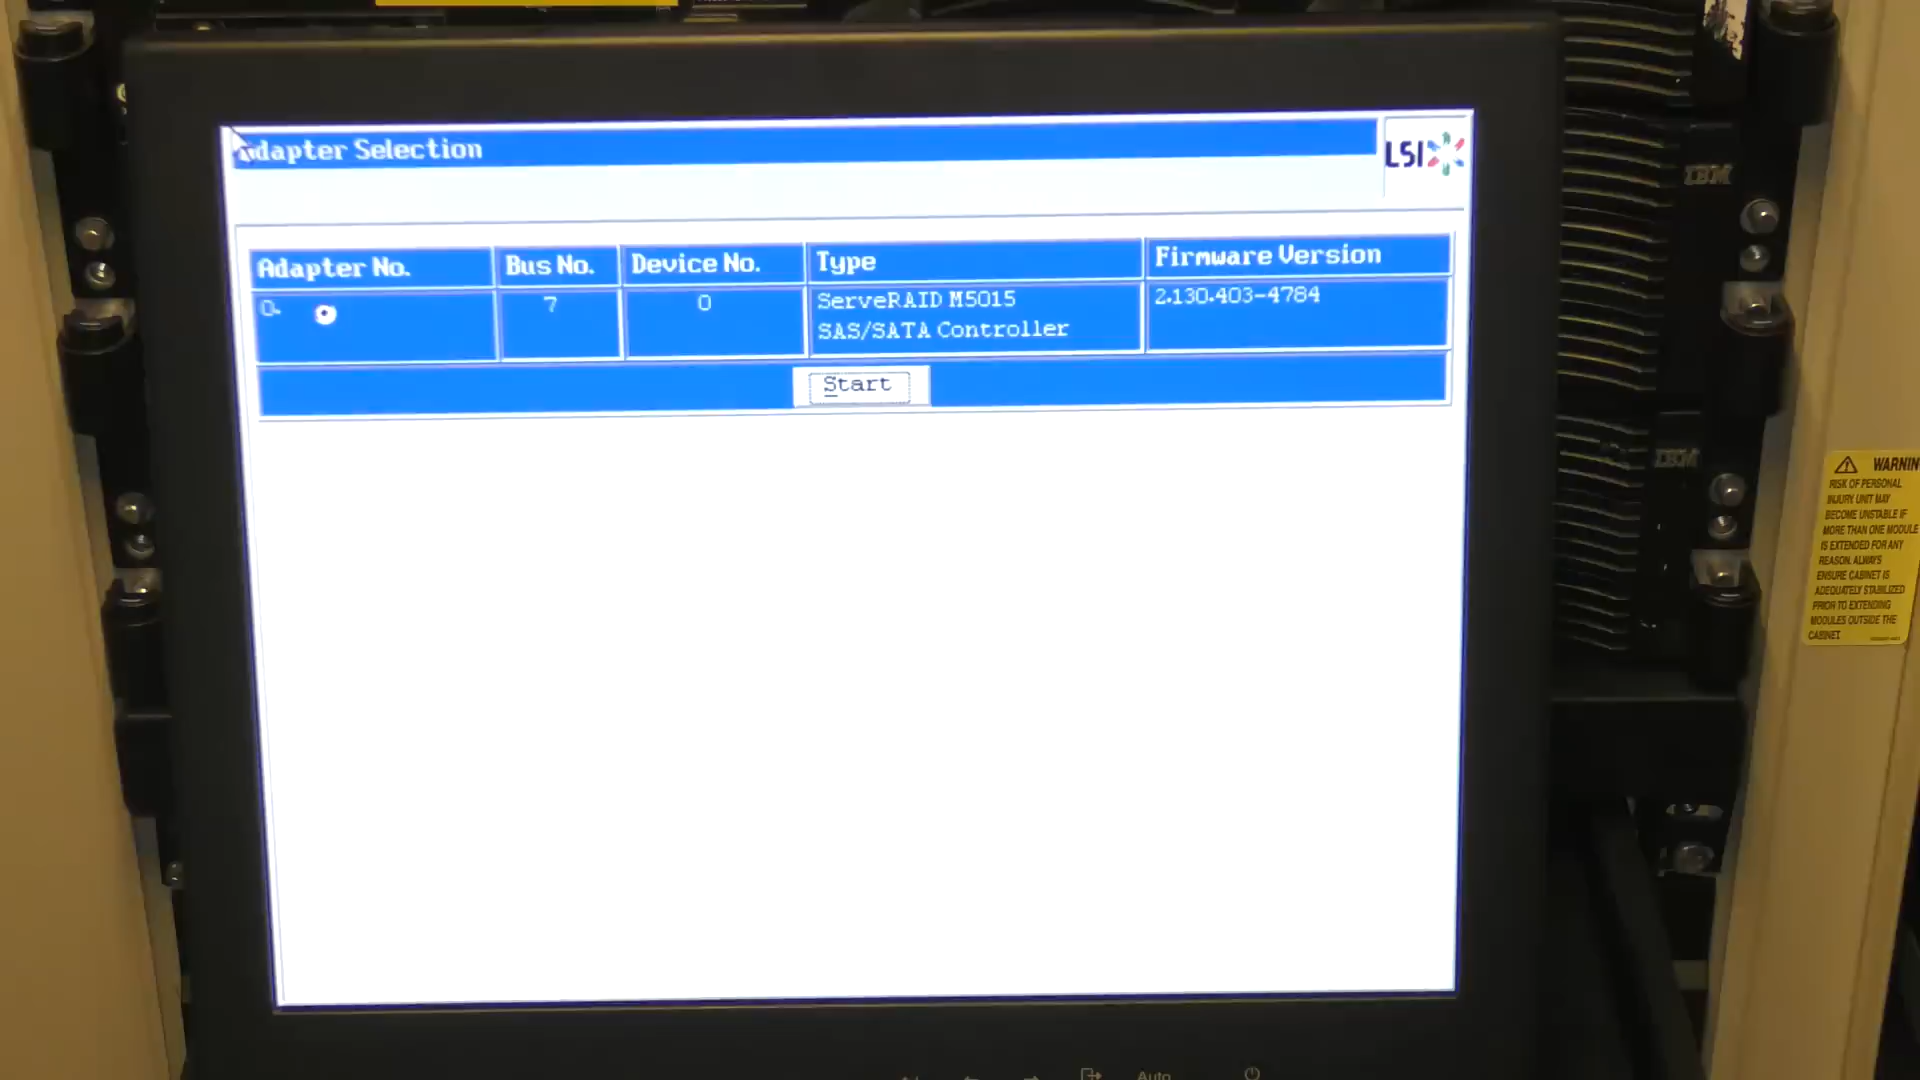 Adapter Selection
LSI
Adapter No. Bus No. Device No. Type Firmware Version
0. 7 0 ServeRAID M5015 2.130.403-4784
SAS/SATA Controller
Start
IBM
IBM
WARNIN
RISK OF PERSONAL
INJURY UNIT MAY
BECOME UNSTABLE IF
MORE THAN ONE MODULE
IS EXTENDED FOR ANY
REASON. ALWAYS
ENSURE CABINET IS
ADEQUATELY STABILIZED
PRIOR TO EXTENDING
MODULES OUTSIDE THE
CABINET.
Auto